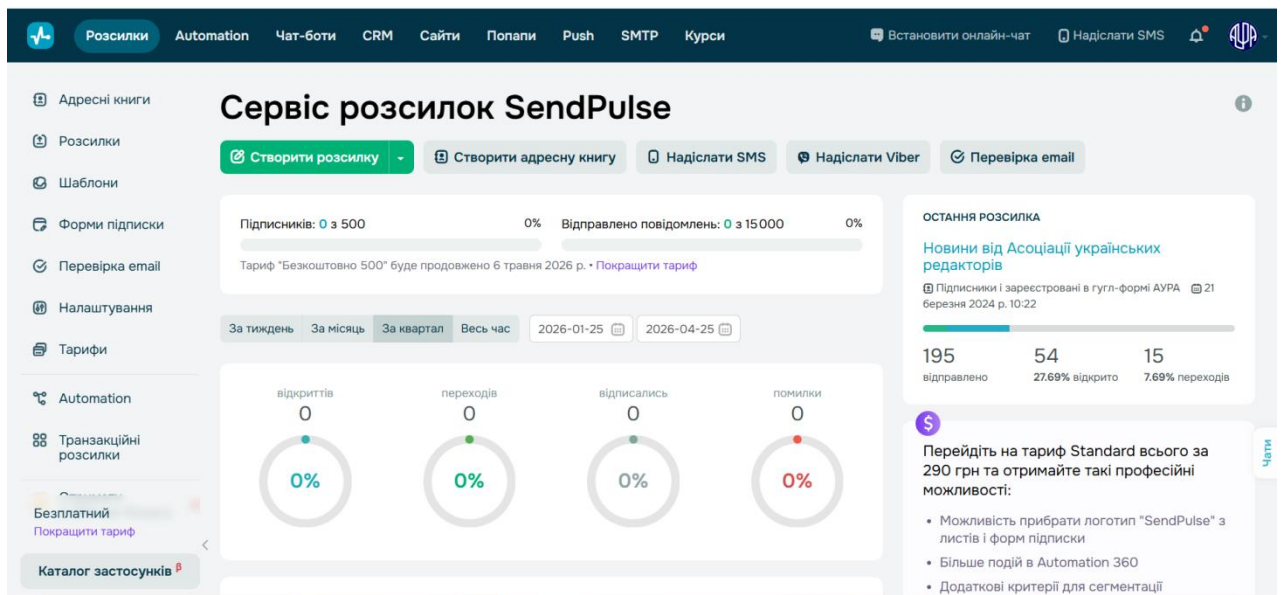 Розсилки Automation Чат-боти CRM Сайти Попапи Push SMTP Курси Встановити онлайн-чат Надіслати SMS
Адресні книги
Розсилки
Шаблони
Форми підписки
Перевірка email
Налаштування
Тарифи
Automation
Транзакційні
розсилки
Безплатний
Покращити тариф
Каталог застосунків β
Сервіс розсилок SendPulse
Створити розсилку Створити адресну книгу Надіслати SMS Надіслати Viber Перевірка email
Підписників: 0 з 500 0% Відправлено повідомлень: 0 з 15000 0%
Тариф "Безкоштовно 500" буде продовжено 6 травня 2026 р. • Покращити тариф
За тиждень За місяць За квартал Весь час 2026-01-25 2026-04-25
відкриттів переходів відписались помилки
0 0 0 0
0% 0% 0% 0%
ОСТАННЯ РОЗСИЛКА
Новини від Асоціації українських
редакторів
Підписники і зареєстровані в гугл-формі АУРА 21
березня 2024 р. 10:22
195 54 15
відправлено 27.69% відкрито 7.69% переходів
$
Перейдіть на тариф Standard всього за
290 грн та отримайте такі професійні
можливості:
• Можливість прибрати логотип "SendPulse" з
листів і форм підписки
• Більше подій в Automation 360
• Додаткові критерії для сегментації
Чати